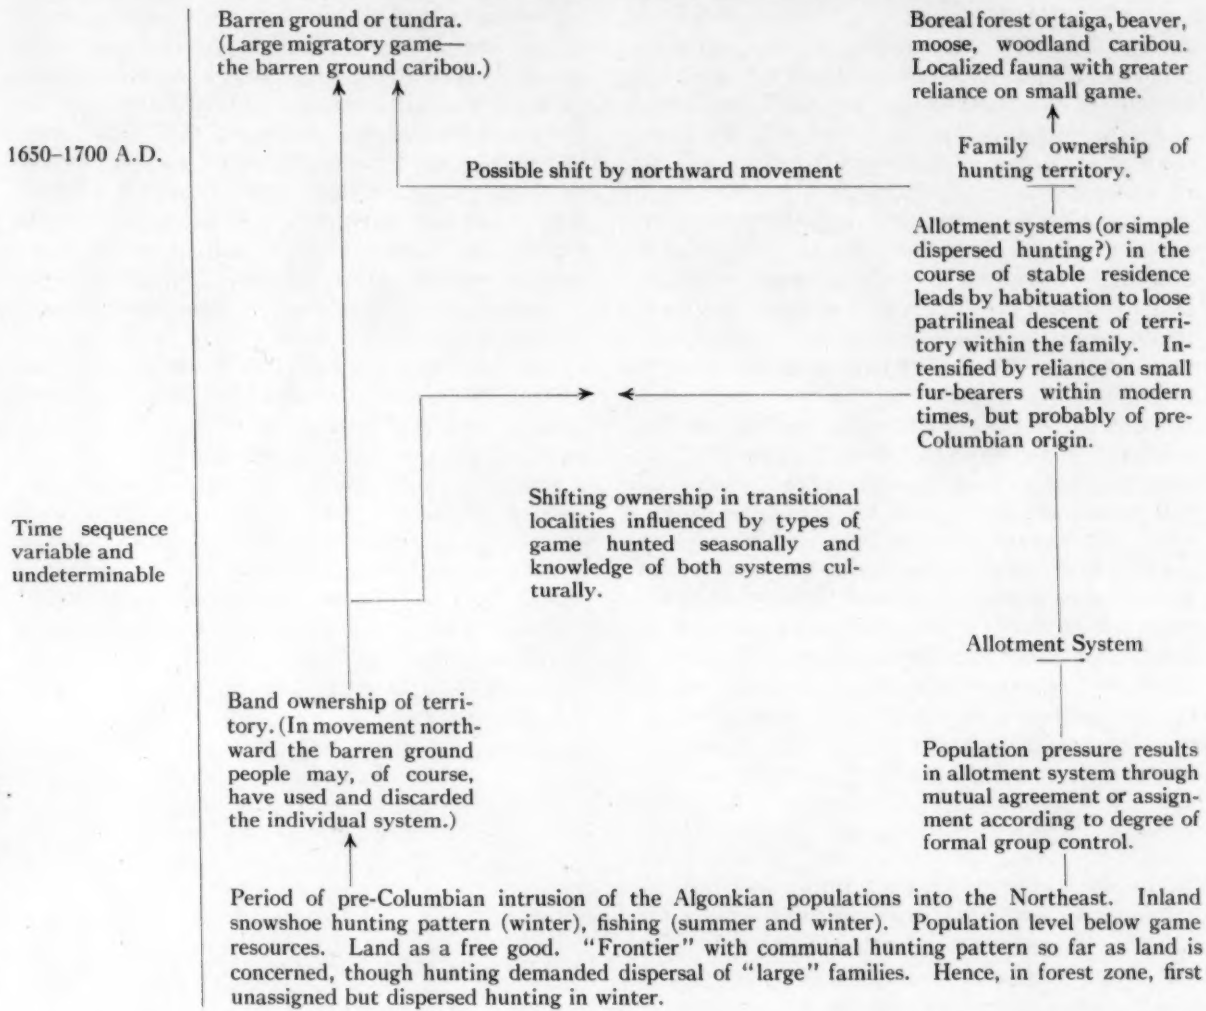 Barren ground or tundra.
(Large migratory game—
the barren ground caribou.)
Boreal forest or taiga, beaver,
moose, woodland caribou.
Localized fauna with greater
reliance on small game.
1650–1700 A.D.
Family ownership of
hunting territory.
Possible shift by northward movement
Allotment systems (or simple
dispersed hunting?) in the
course of stable residence
leads by habituation to loose
patrilineal descent of terri-
tory within the family. In-
tensified by reliance on small
fur-bearers within modern
times, but probably of pre-
Columbian origin.
Shifting ownership in transitional
localities influenced by types of
game hunted seasonally and
knowledge of both systems cul-
turally.
Time sequence
variable and
undeterminable
Allotment System
Band ownership of terri-
tory. (In movement north-
ward the barren ground
people may, of course,
have used and discarded
the individual system.)
Population pressure results
in allotment system through
mutual agreement or assign-
ment according to degree of
formal group control.
Period of pre-Columbian intrusion of the Algonkian populations into the Northeast. Inland
snowshoe hunting pattern (winter), fishing (summer and winter). Population level below game
resources. Land as a free good. "Frontier" with communal hunting pattern so far as land is
concerned, though hunting demanded dispersal of "large" families. Hence, in forest zone, first
unassigned but dispersed hunting in winter.